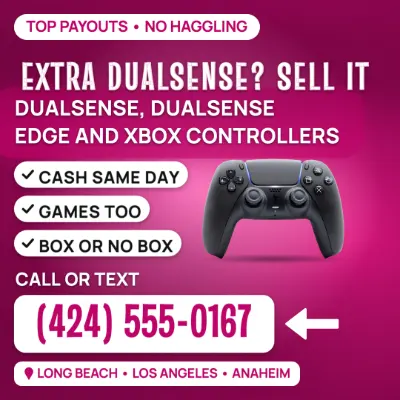 TOP PAYOUTS • NO HAGGLING
EXTRA DUALSENSE? SELL IT
DUALSENSE, DUALSENSE
EDGE AND XBOX CONTROLLERS
✓ CASH SAME DAY
✓ GAMES TOO
✓ BOX OR NO BOX
CALL OR TEXT
(424) 555-0167
LONG BEACH • LOS ANGELES • ANAHEIM